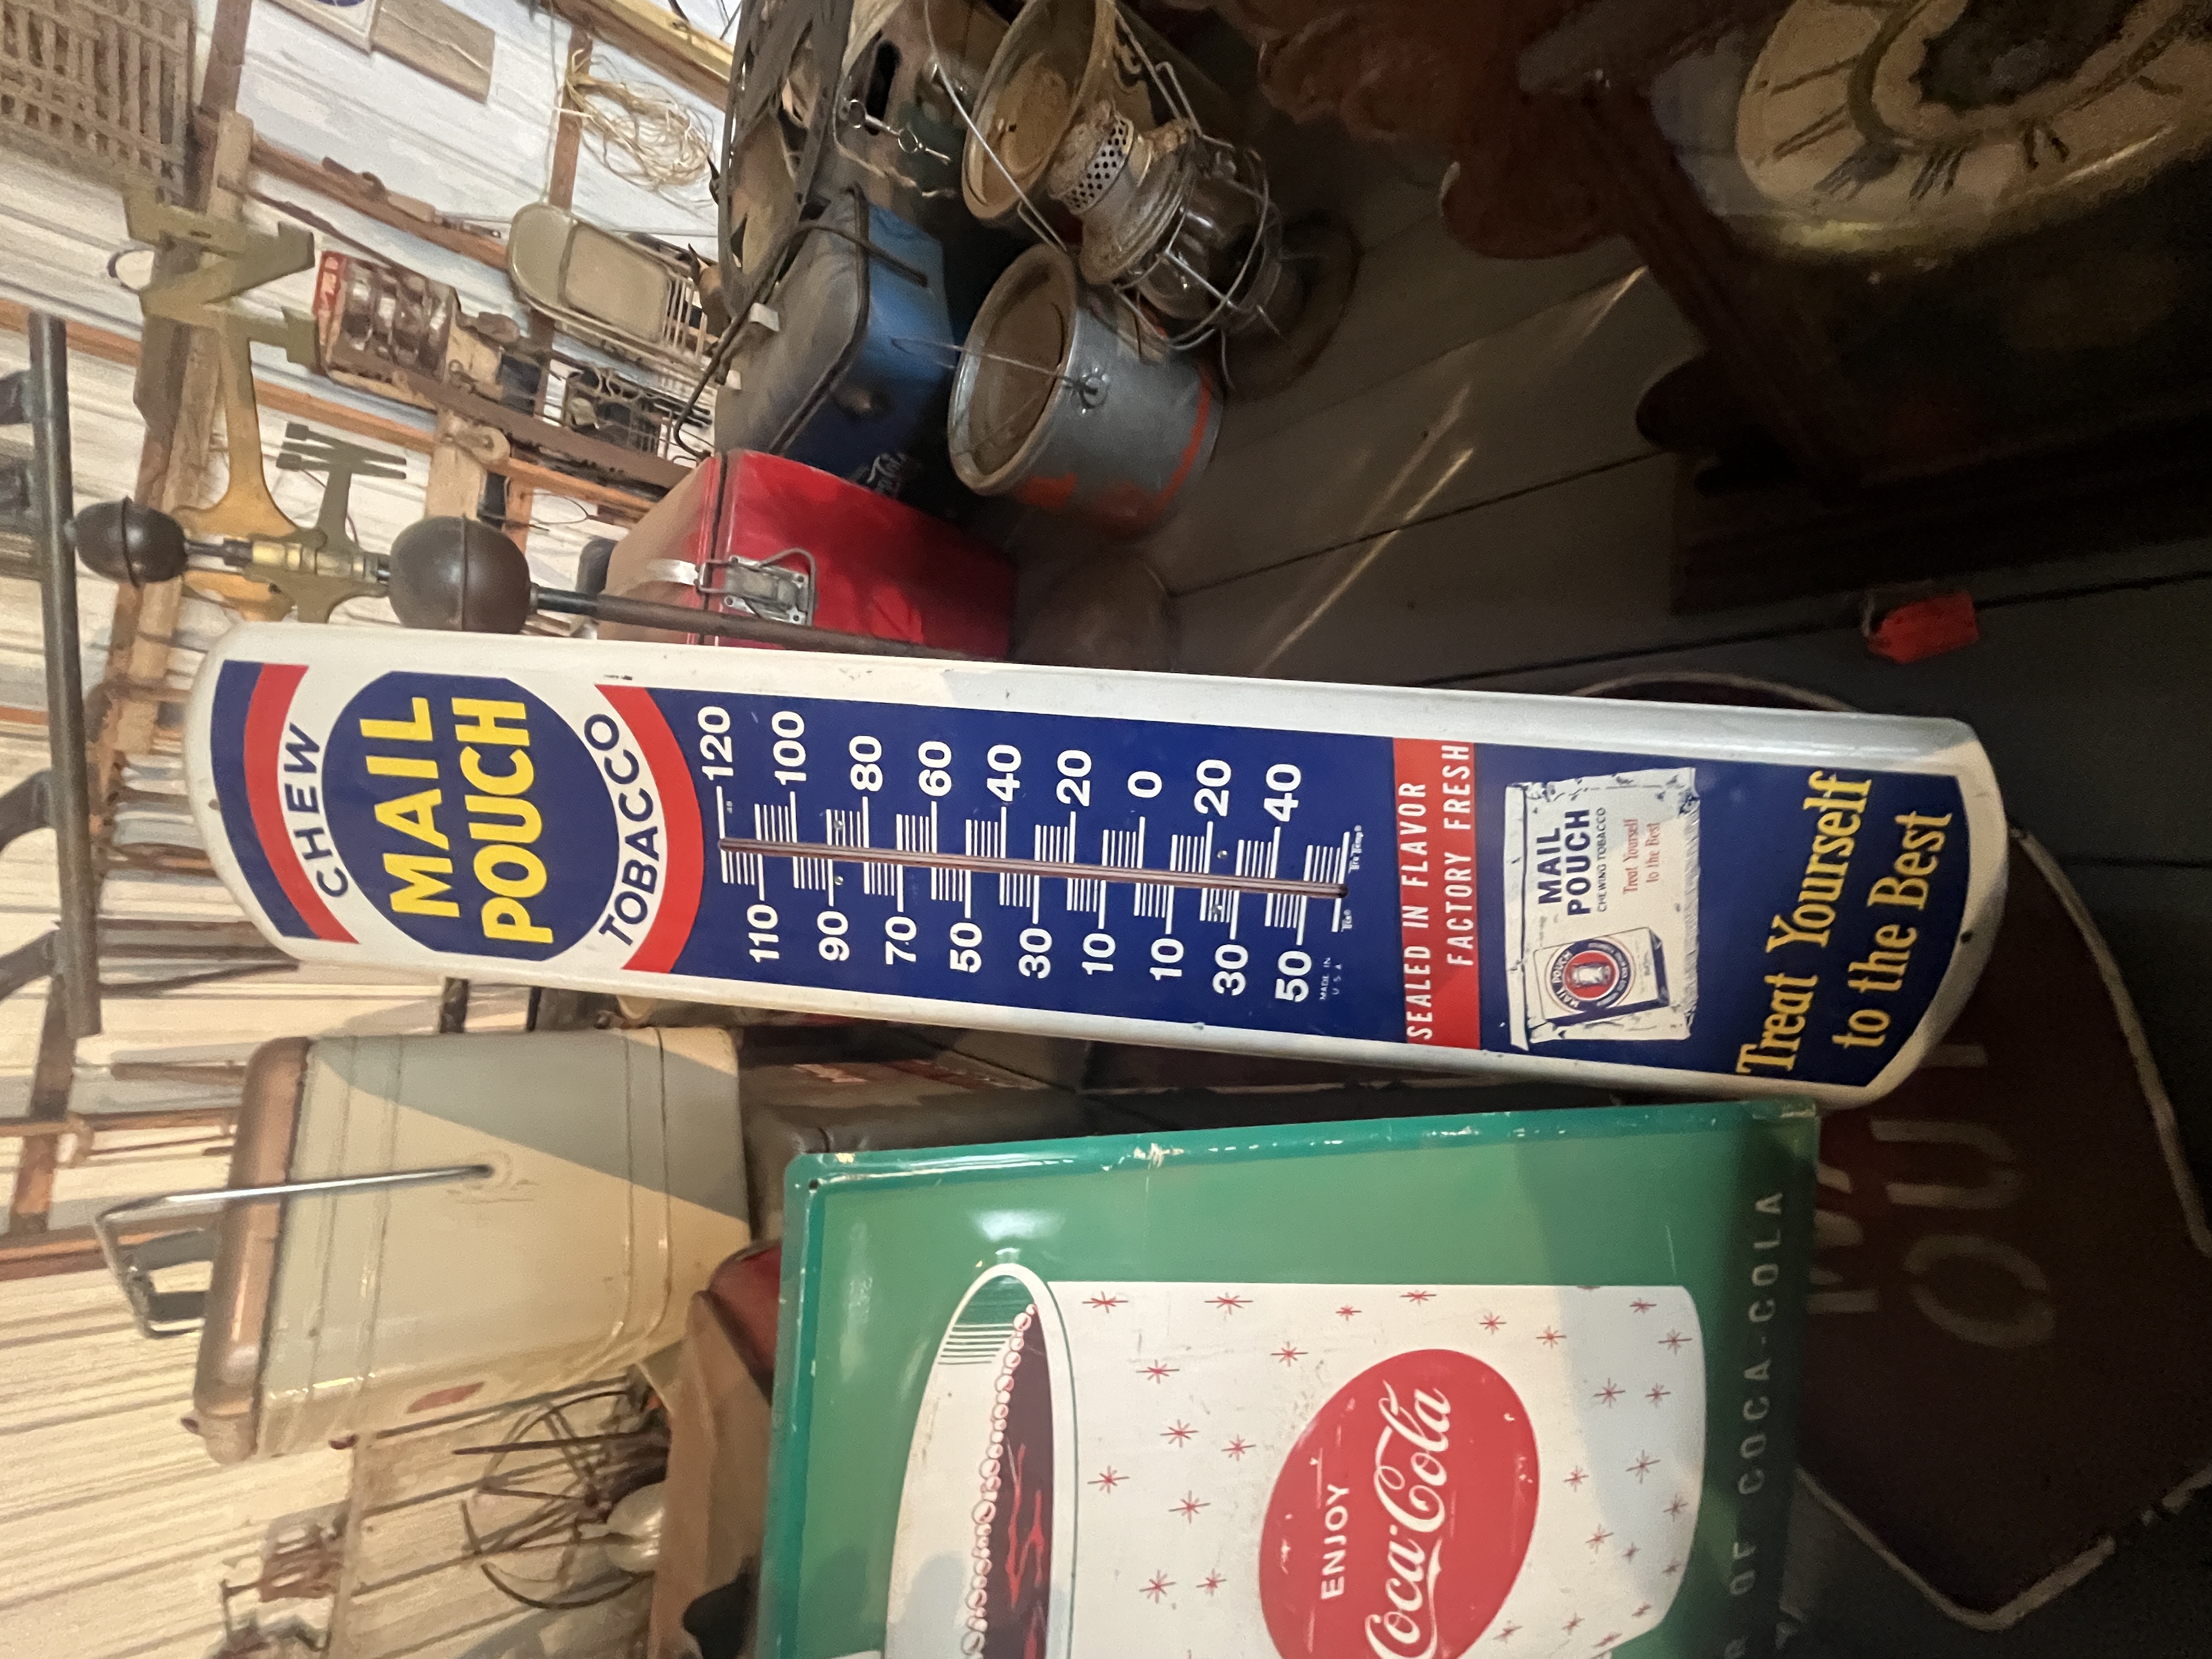 CHEW
MAIL
POUCH
TOBACCO
120
110
100
90
80
70
60
50
40
30
20
10
0
10
20
30
40
50
MADE IN
U.S.A.
SEALED IN FLAVOR
FACTORY FRESH
MAIL
POUCH
CHEWING TOBACCO
Treat Yourself
to the Best
MAIL POUCH
Treat Yourself
to the Best
ENJOY
Coca-Cola
OF COCA-COLA